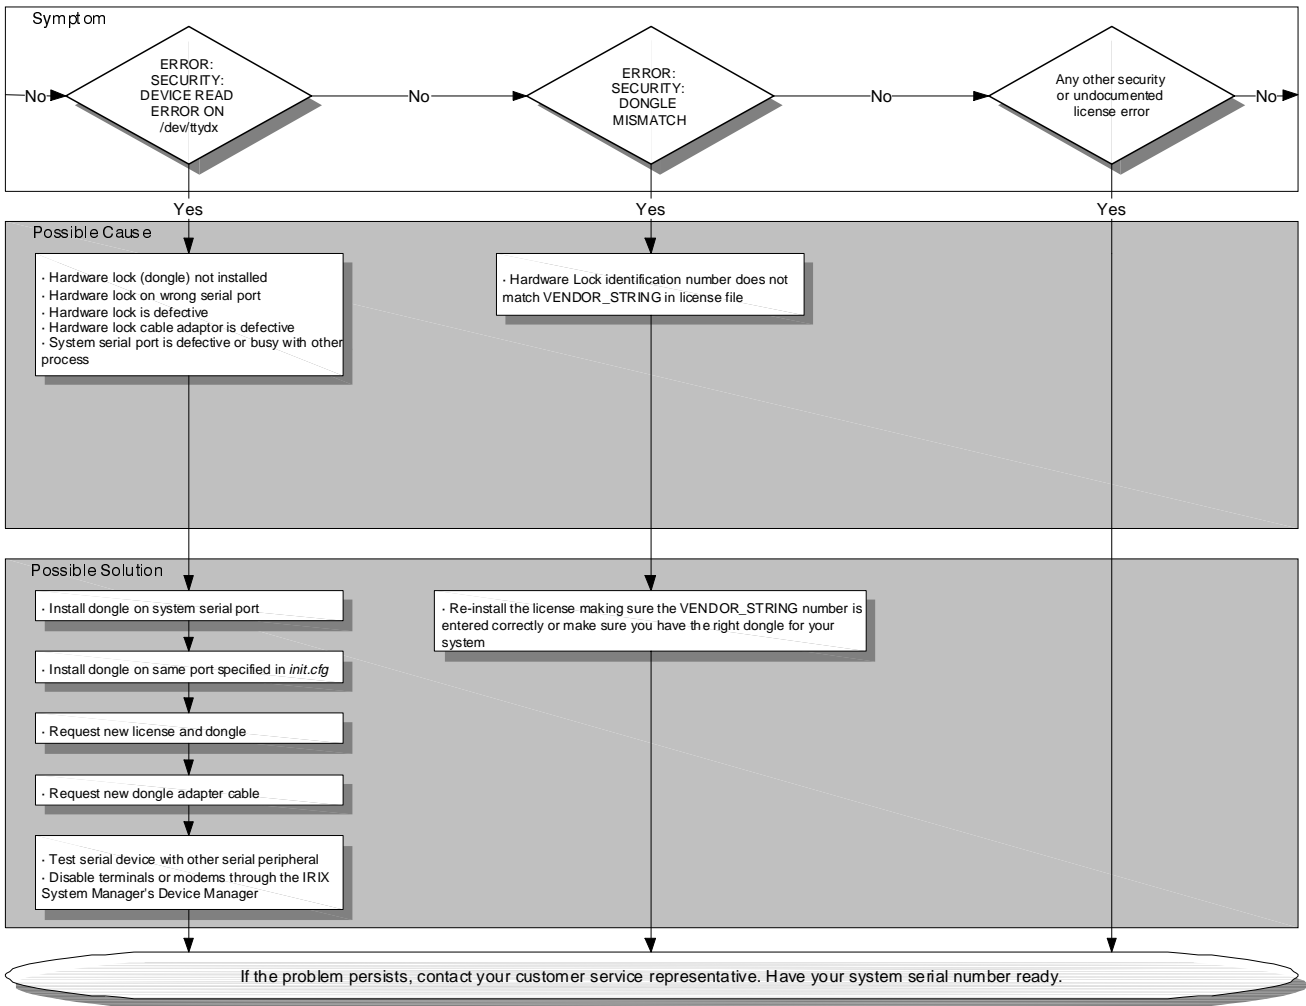 Symptom
No
ERROR:
SECURITY:
DEVICE READ
ERROR ON
/dev/ttydx
No
ERROR:
SECURITY:
DONGLE
MISMATCH
No
Any other security
or undocumented
license error
No
Yes
Yes
Yes
Possible Cause
· Hardware lock (dongle) not installed
· Hardware lock on wrong serial port
· Hardware lock is defective
· Hardware lock cable adaptor is defective
· System serial port is defective or busy with other
process
· Hardware Lock identification number does not
match VENDOR_STRING in license file
Possible Solution
· Install dongle on system serial port
· Install dongle on same port specified in init.cfg
· Request new license and dongle
· Request new dongle adapter cable
· Test serial device with other serial peripheral
· Disable terminals or modems through the IRIX
System Manager's Device Manager
· Re-install the license making sure the VENDOR_STRING number is
entered correctly or make sure you have the right dongle for your
system
If the problem persists, contact your customer service representative. Have your system serial number ready.